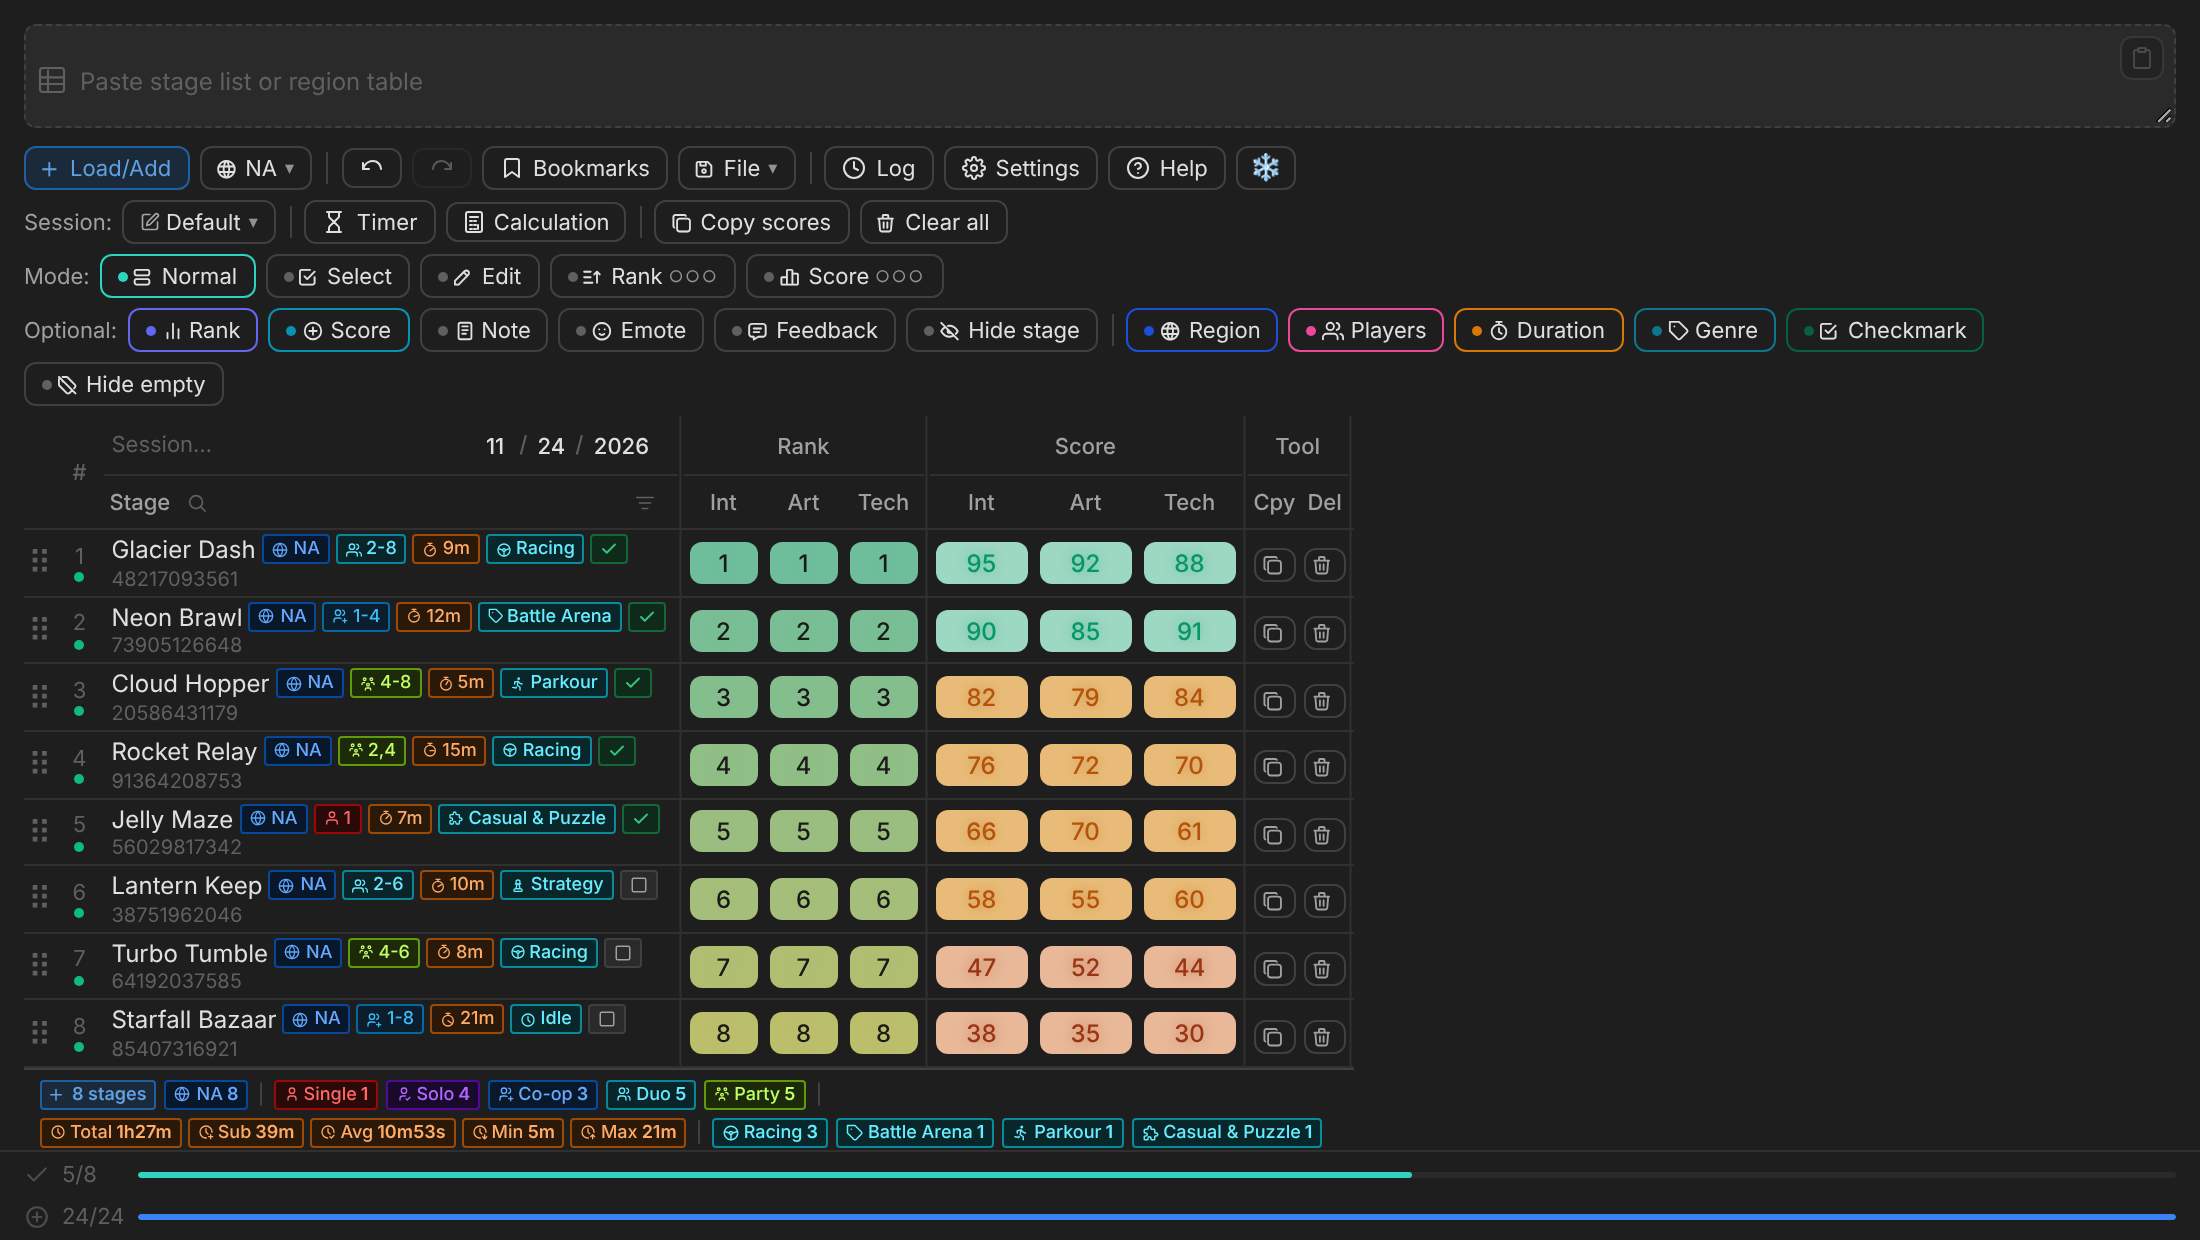 Paste stage list or region table
+ Load/Add NA ▾ Bookmarks File ▾ Log Settings Help
Session: Default ▾ Timer Calculation Copy scores Clear all
Mode: Normal Select Edit Rank Score
Optional: Rank Score Note Emote Feedback Hide stage Region Players Duration Genre Checkmark
Hide empty
Session... 11 / 24 / 2026 Rank Score Tool
#
Stage Int Art Tech Int Art Tech Cpy Del
1 Glacier Dash NA 2-8 9m Racing 1 1 1 95 92 88
48217093561
2 Neon Brawl NA 1-4 12m Battle Arena 2 2 2 90 85 91
73905126648
3 Cloud Hopper NA 4-8 5m Parkour 3 3 3 82 79 84
20586431179
4 Rocket Relay NA 2,4 15m Racing 4 4 4 76 72 70
91364208753
5 Jelly Maze NA 1 7m Casual & Puzzle 5 5 5 66 70 61
56029817342
6 Lantern Keep NA 2-6 10m Strategy 6 6 6 58 55 60
38751962046
7 Turbo Tumble NA 4-6 8m Racing 7 7 7 47 52 44
64192037585
8 Starfall Bazaar NA 1-8 21m Idle 8 8 8 38 35 30
85407316921
+ 8 stages NA 8 Single 1 Solo 4 Co-op 3 Duo 5 Party 5
Total 1h27m Sub 39m Avg 10m53s Min 5m Max 21m Racing 3 Battle Arena 1 Parkour 1 Casual & Puzzle 1
5/8
24/24